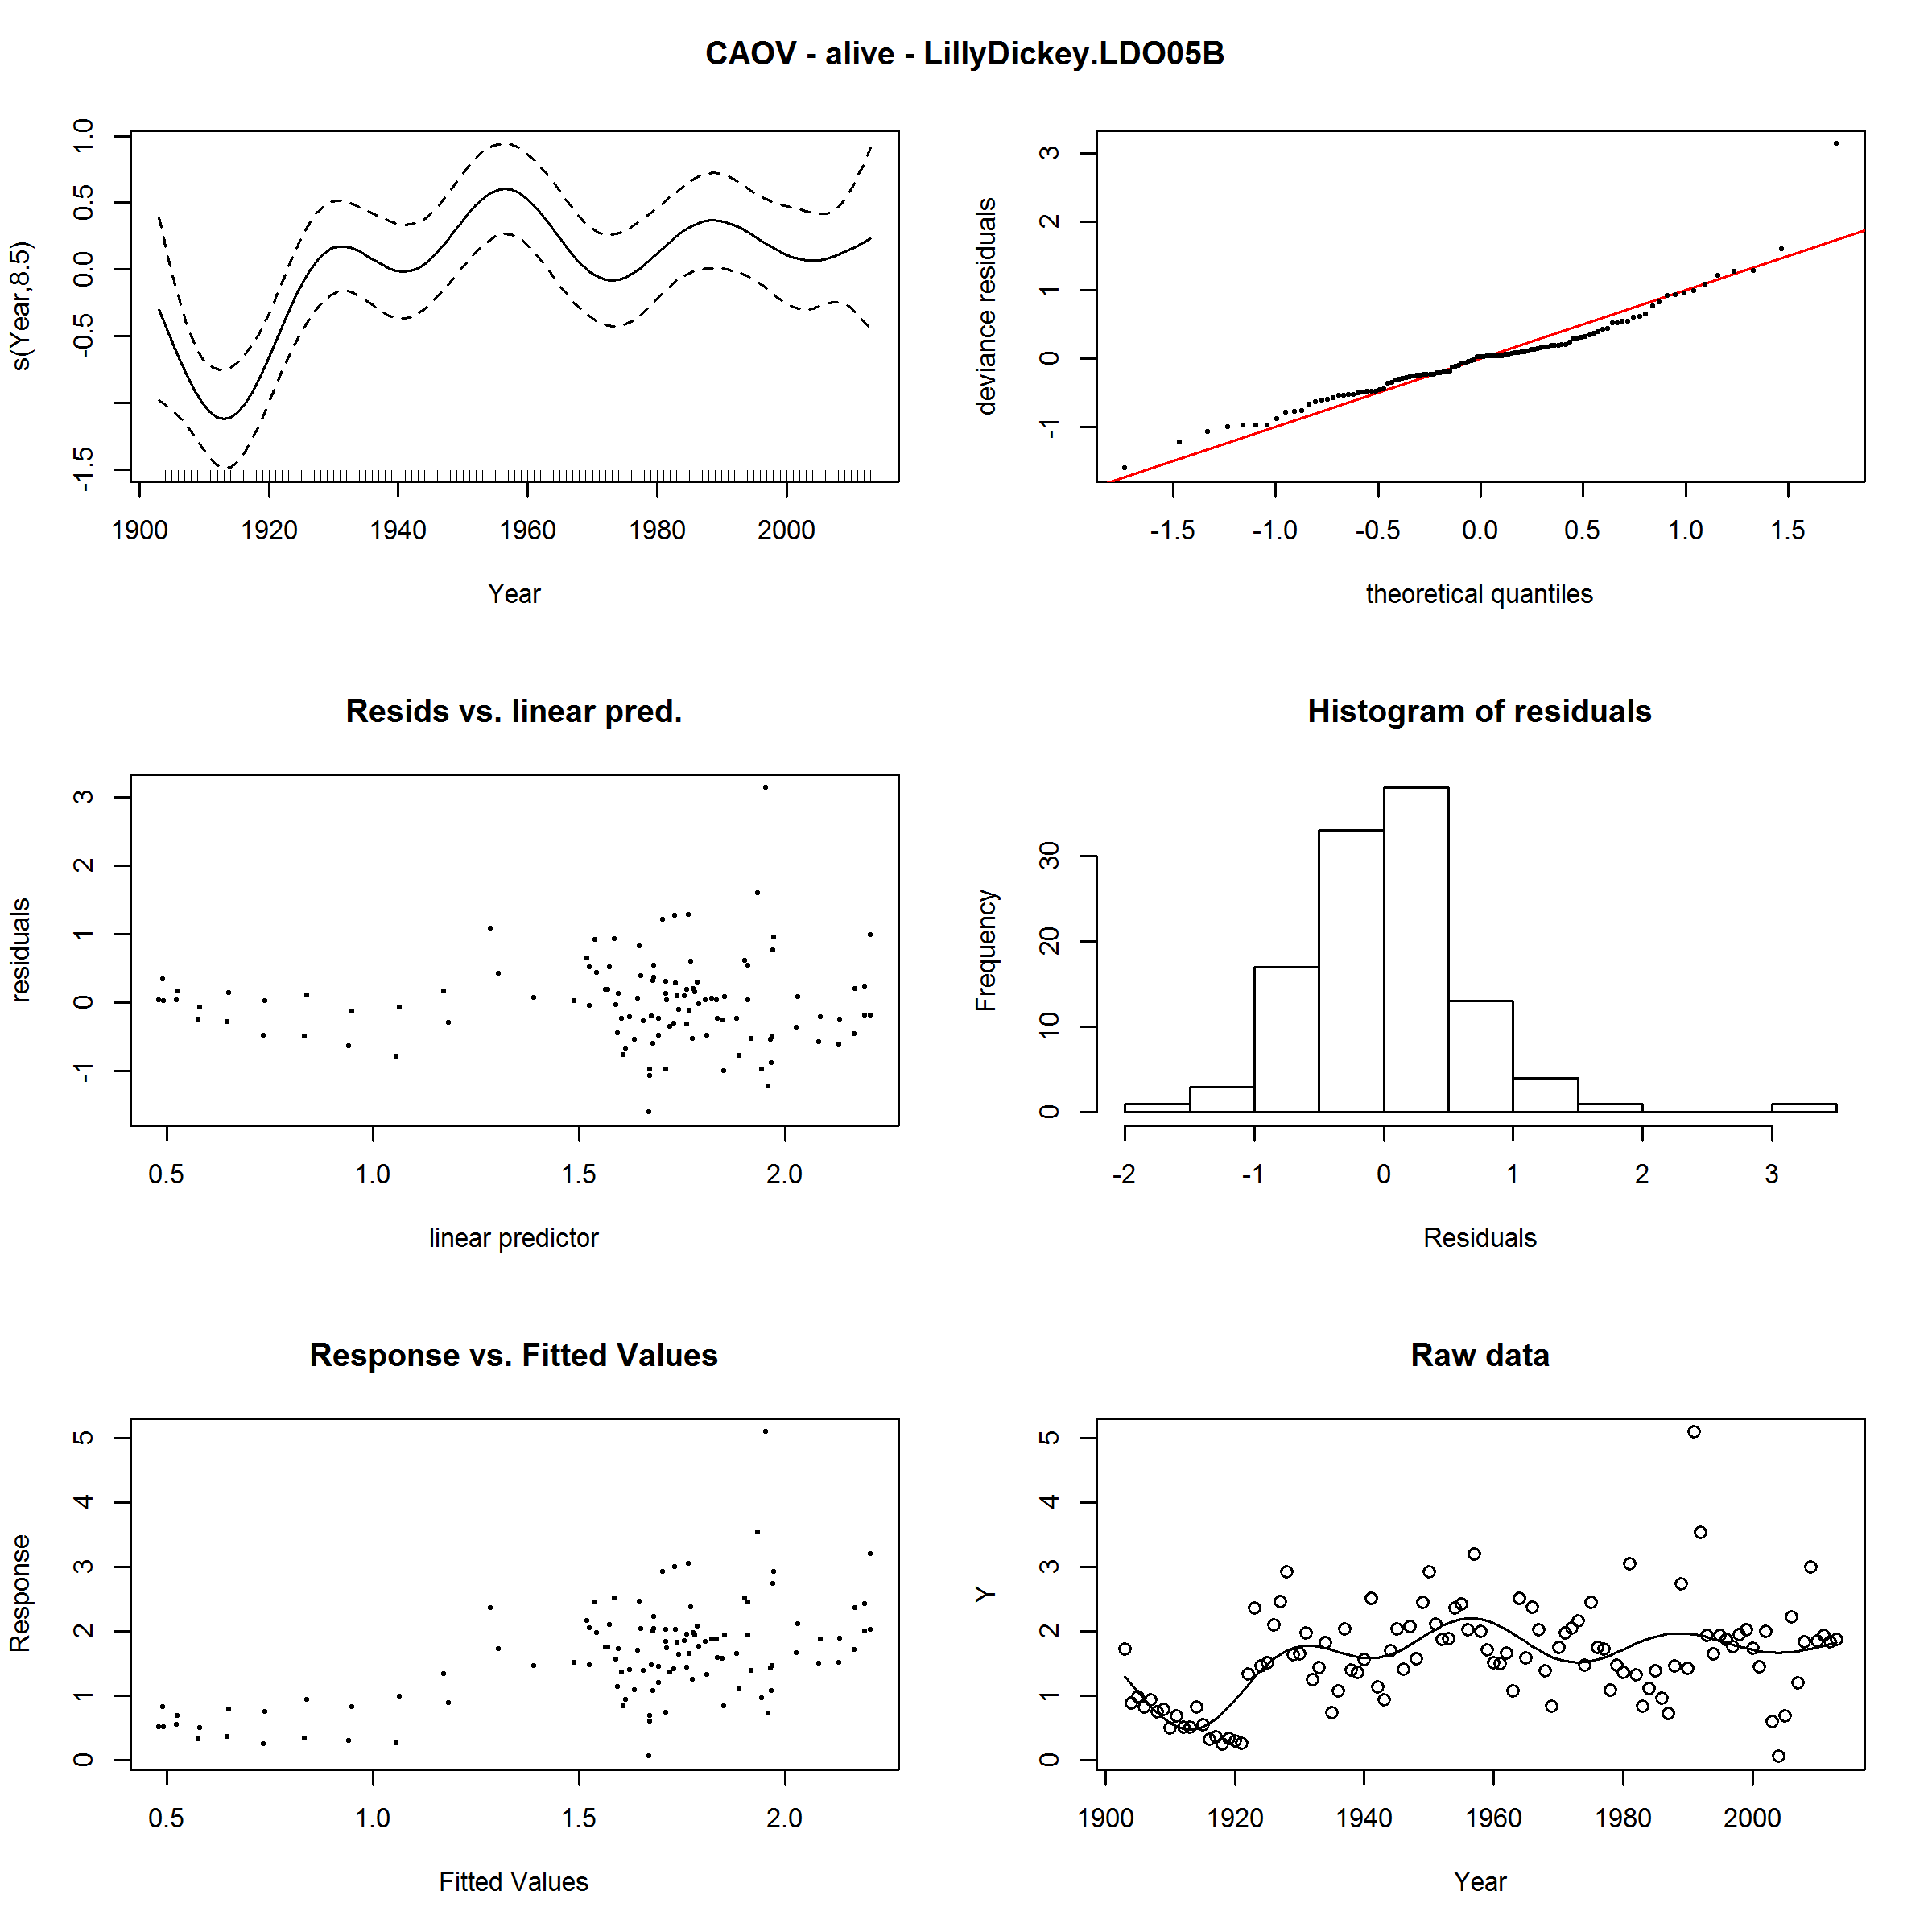 CAOV - alive - LillyDickey.LDO05B
s(Year,8.5)
1.0
0.5
0.0
-0.5
-1.5
1900 1920 1940 1960 1980 2000
Year
deviance residuals
3
2
1
0
-1
-1.5 -1.0 -0.5 0.0 0.5 1.0 1.5
theoretical quantiles
Resids vs. linear pred.
residuals
3
2
1
0
-1
0.5 1.0 1.5 2.0
linear predictor
Histogram of residuals
Frequency
30
20
10
0
-2 -1 0 1 2 3
Residuals
Response vs. Fitted Values
Response
5
4
3
2
1
0
0.5 1.0 1.5 2.0
Fitted Values
Raw data
Y
5
4
3
2
1
0
1900 1920 1940 1960 1980 2000
Year